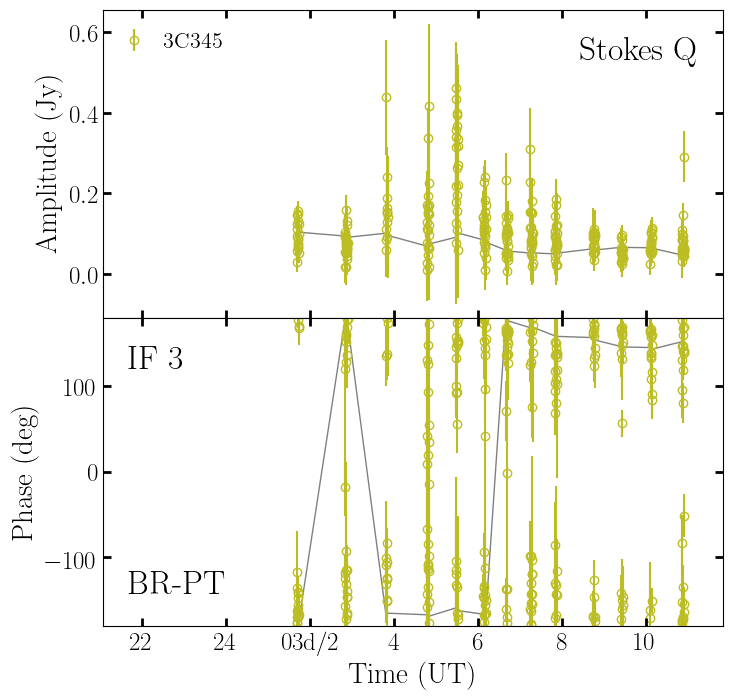 3C345
Stokes Q
0.6
0.4
0.2
0.0
Amplitude (Jy)
IF 3
BR-PT
100
0
−100
Phase (deg)
22 24 03d/2 4 6 8 10
Time (UT)